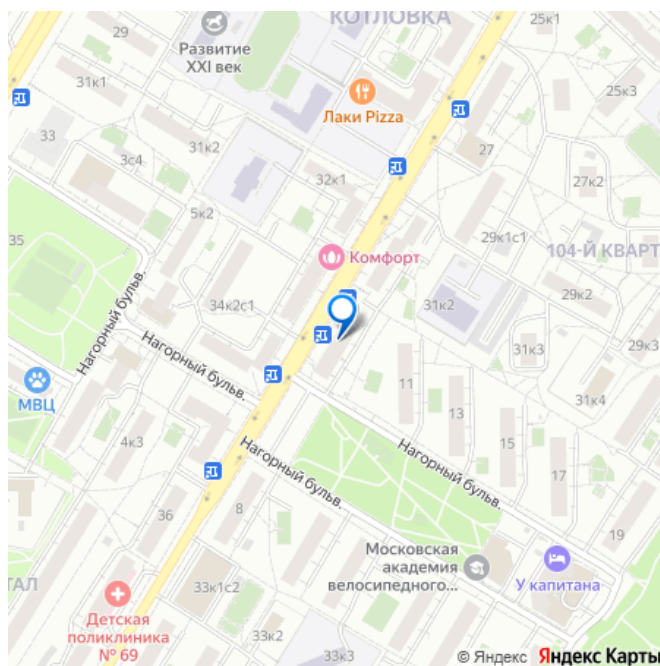 КОТЛОВКА
29
Развитие
XXI век
25к1
31к1
25к3
Лаки Pizza
33
3с4
31к2
27
32к1
27к2
5к2
35
29к1с1
104-Й КВАРТ
Комфорт
Нагорный бульв.
31к2
29к2
34к2с1
Нагорный бульв.
31к3
29к3
МВЦ
11
13
31к4
4к3
Нагорный бульв.
15
Нагорный бульв.
17
36
8
19
Московская
академия
велосипедного...
У капитана
ТАЛ
33к1с2
Детская
поликлиника
№ 69
33к2
33к3
© Яндекс Яндекс Карты